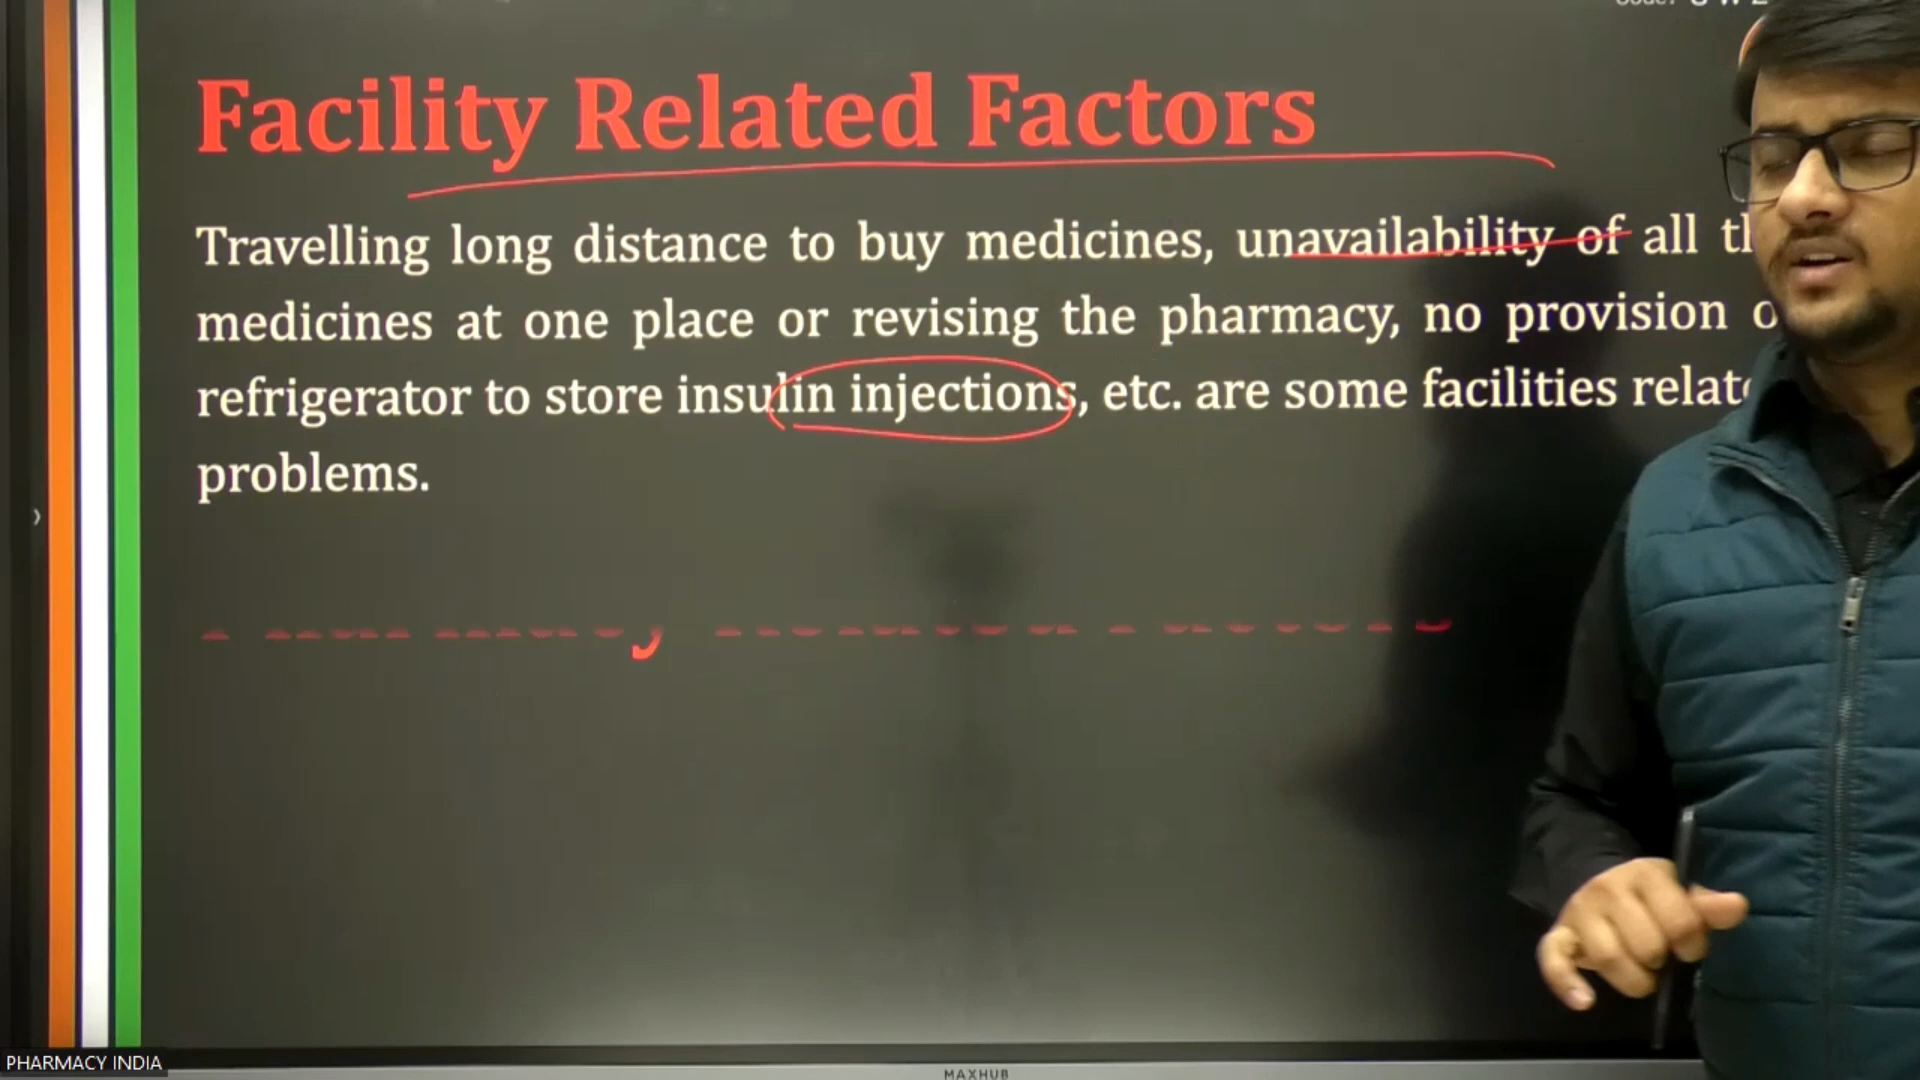 Facility Related Factors
Travelling long distance to buy medicines, unavailability of all
medicines at one place or revising the pharmacy, no provision
refrigerator to store insulin injections, etc. are some facilities
problems.
PHARMACY INDIA
MAXHUB